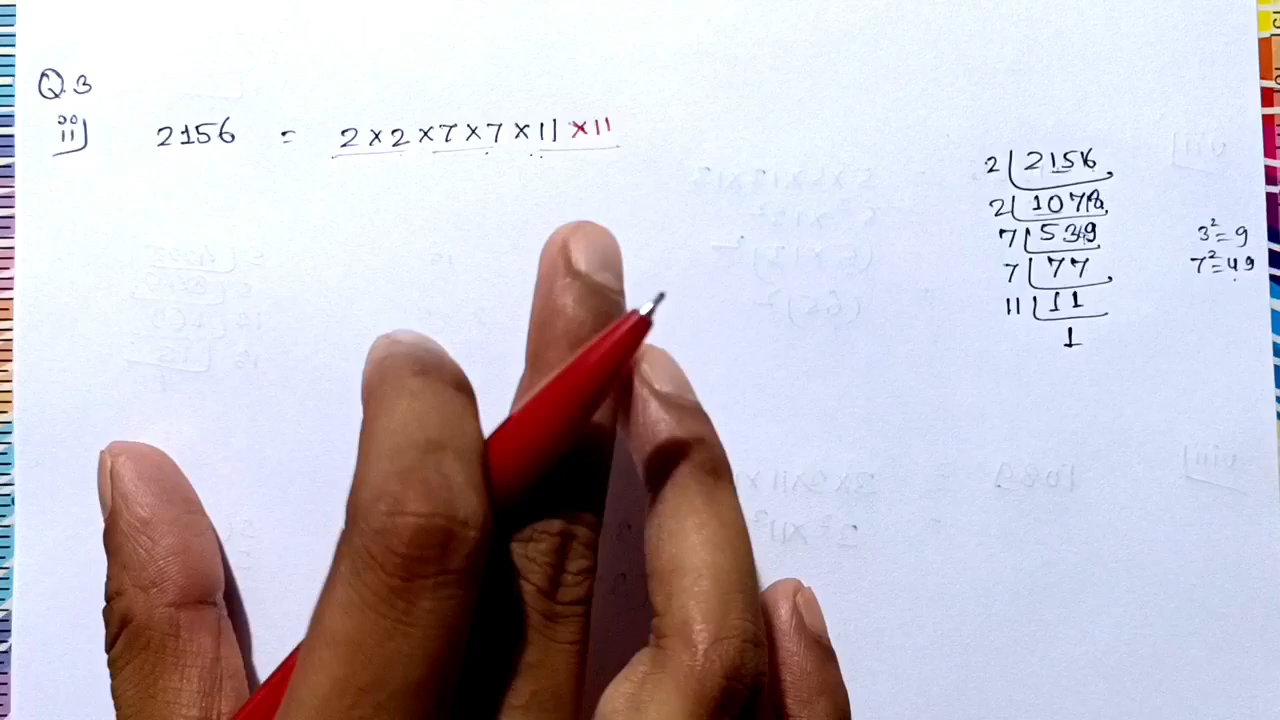 Q.3
ii) 2156 = 2 × 2 × 7 × 7 × 11 × 11
2 | 2156
2 | 1078
7 | 539
7 | 77
11 | 11
1
3² = 9
7² = 49